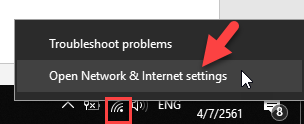 Troubleshoot problems
Open Network & Internet settings
ENG
4/7/2561
8